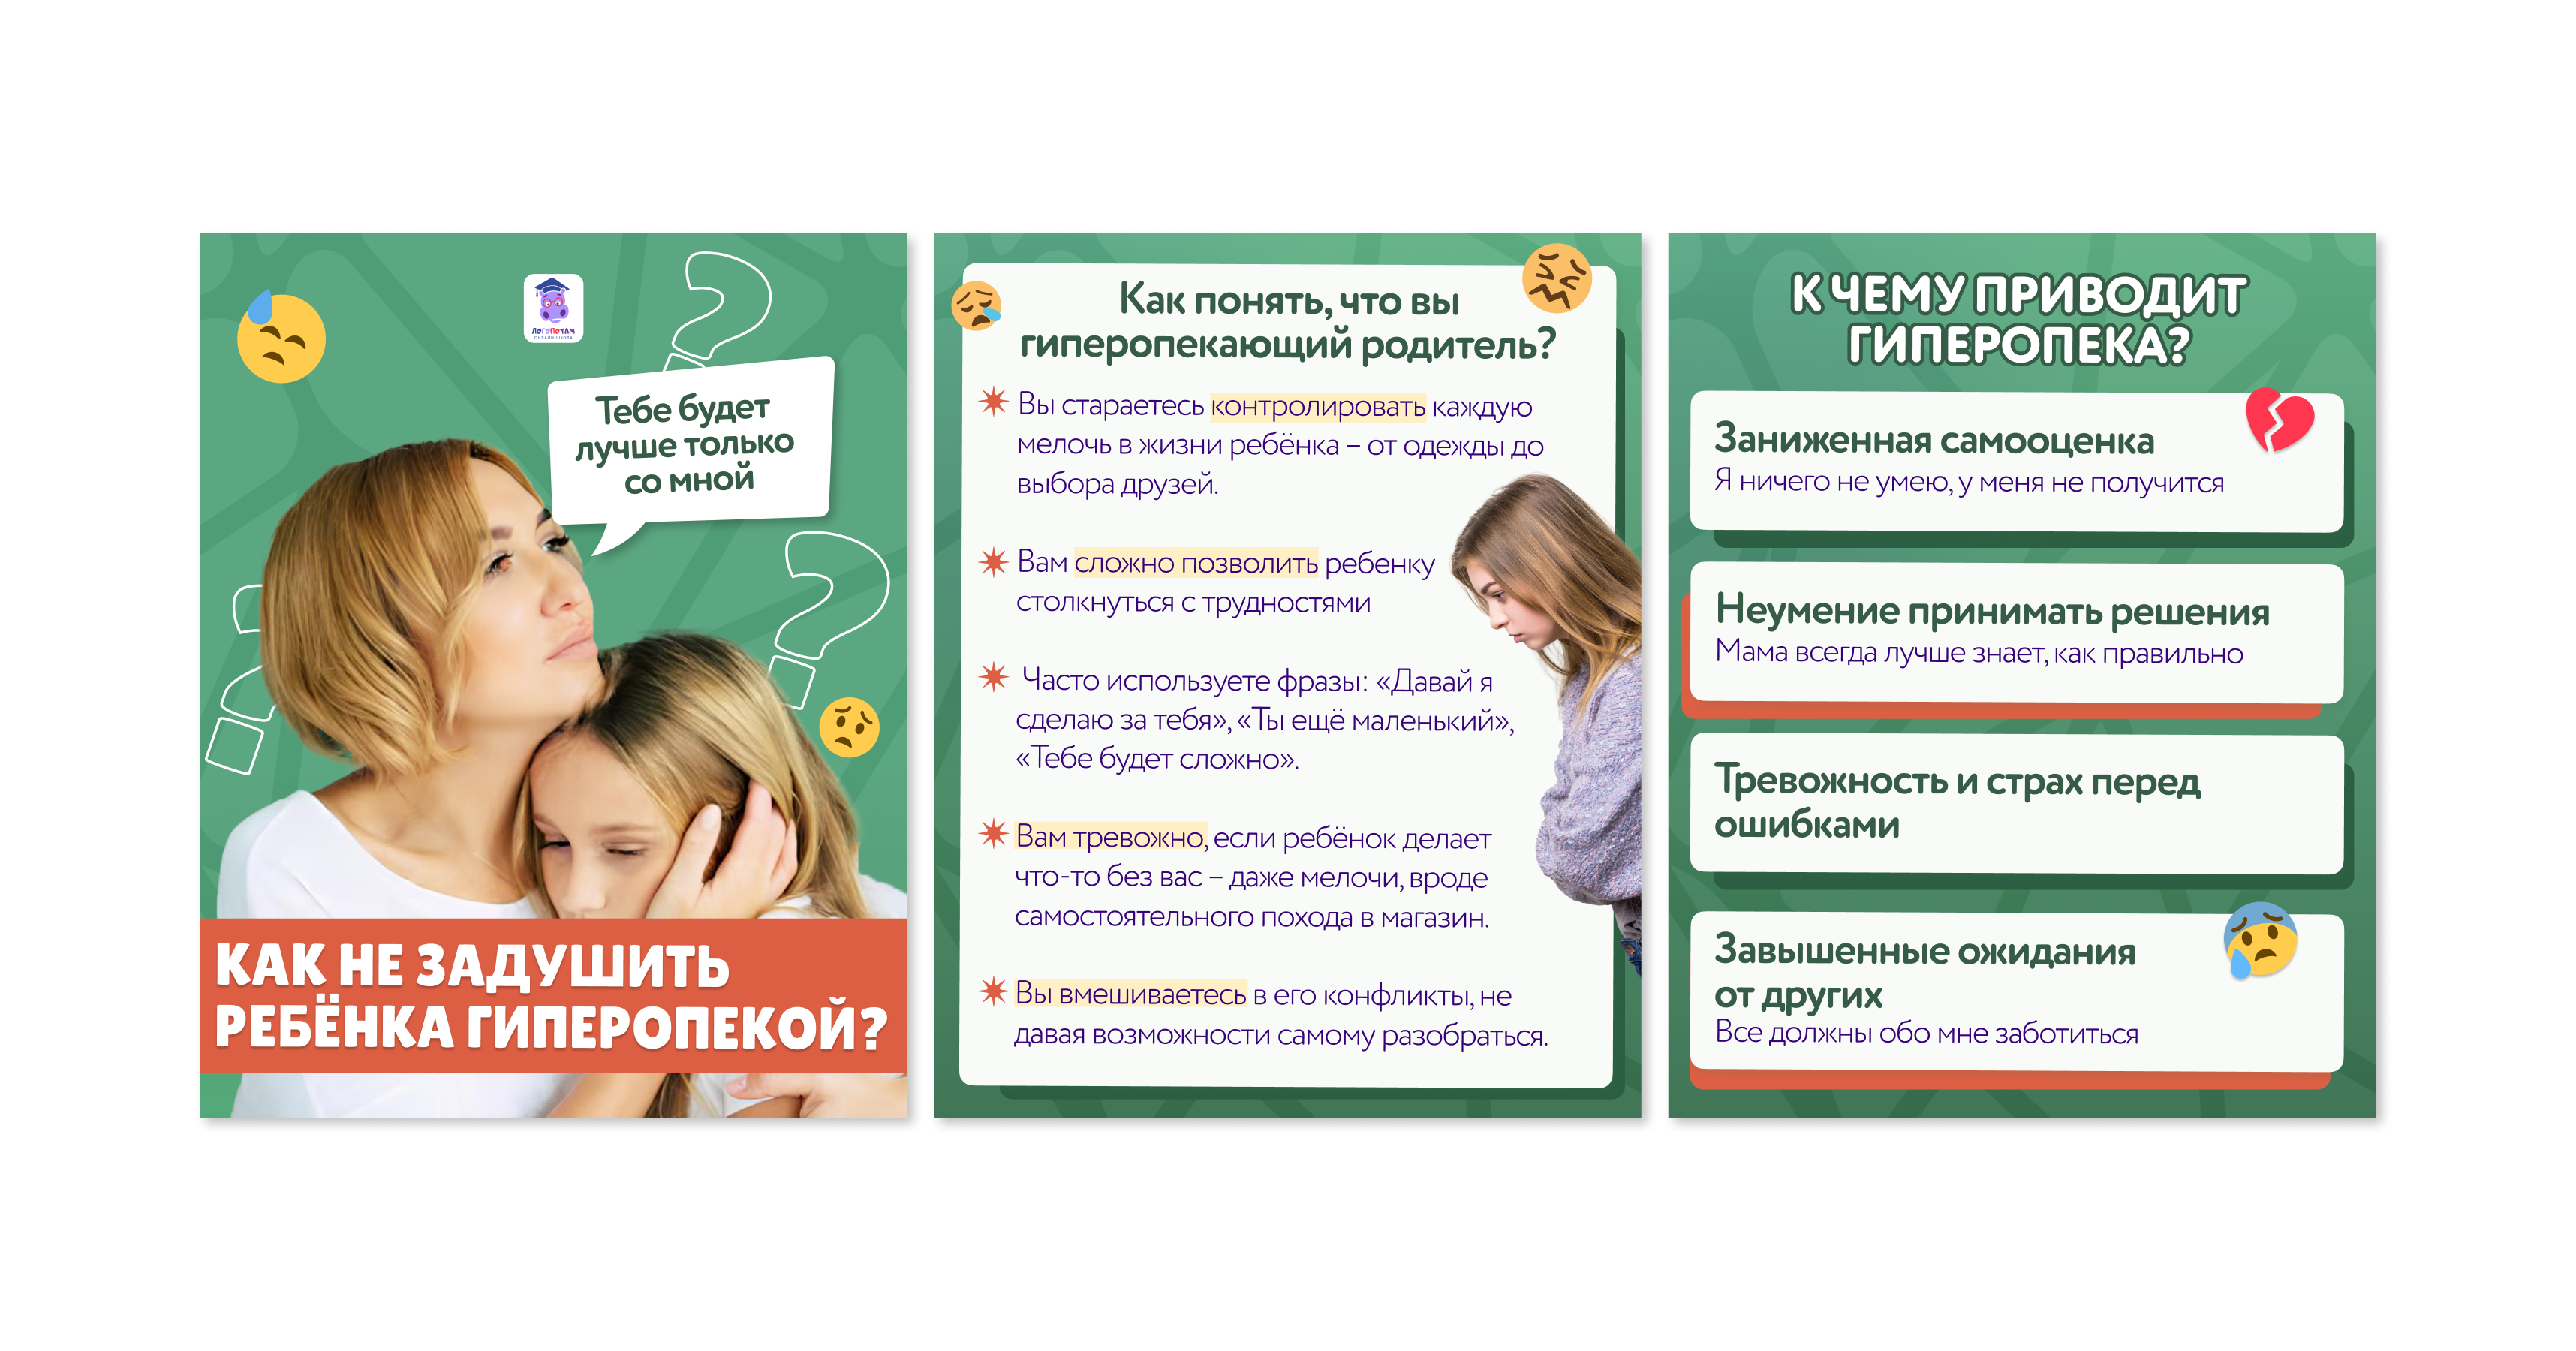 ЛОГОПОТАМ
ОНЛАЙН-ШКОЛА
Тебе будет
лучше только
со мной
КАК НЕ ЗАДУШИТЬ
РЕБЁНКА ГИПЕРОПЕКОЙ?
Как понять, что вы
гиперопекающий родитель?
Вы стараетесь контролировать каждую
мелочь в жизни ребёнка – от одежды до
выбора друзей.
Вам сложно позволить ребенку
столкнуться с трудностями
Часто используете фразы: «Давай я
сделаю за тебя», «Ты ещё маленький»,
«Тебе будет сложно».
Вам тревожно, если ребёнок делает
что-то без вас – даже мелочи, вроде
самостоятельного похода в магазин.
Вы вмешиваетесь в его конфликты, не
давая возможности самому разобраться.
К ЧЕМУ ПРИВОДИТ
ГИПЕРОПЕКА?
Заниженная самооценка
Я ничего не умею, у меня не получится
Неумение принимать решения
Мама всегда лучше знает, как правильно
Тревожность и страх перед
ошибками
Завышенные ожидания
от других
Все должны обо мне заботиться